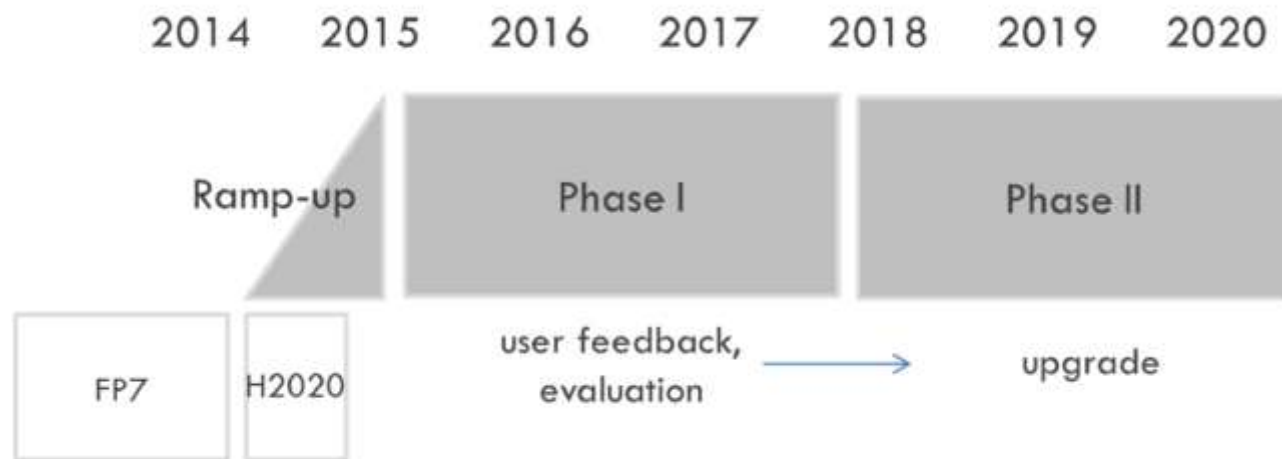 2014 2015 2016 2017 2018 2019 2020
Ramp-up
Phase I
Phase II
FP7
H2020
user feedback,
evaluation
upgrade